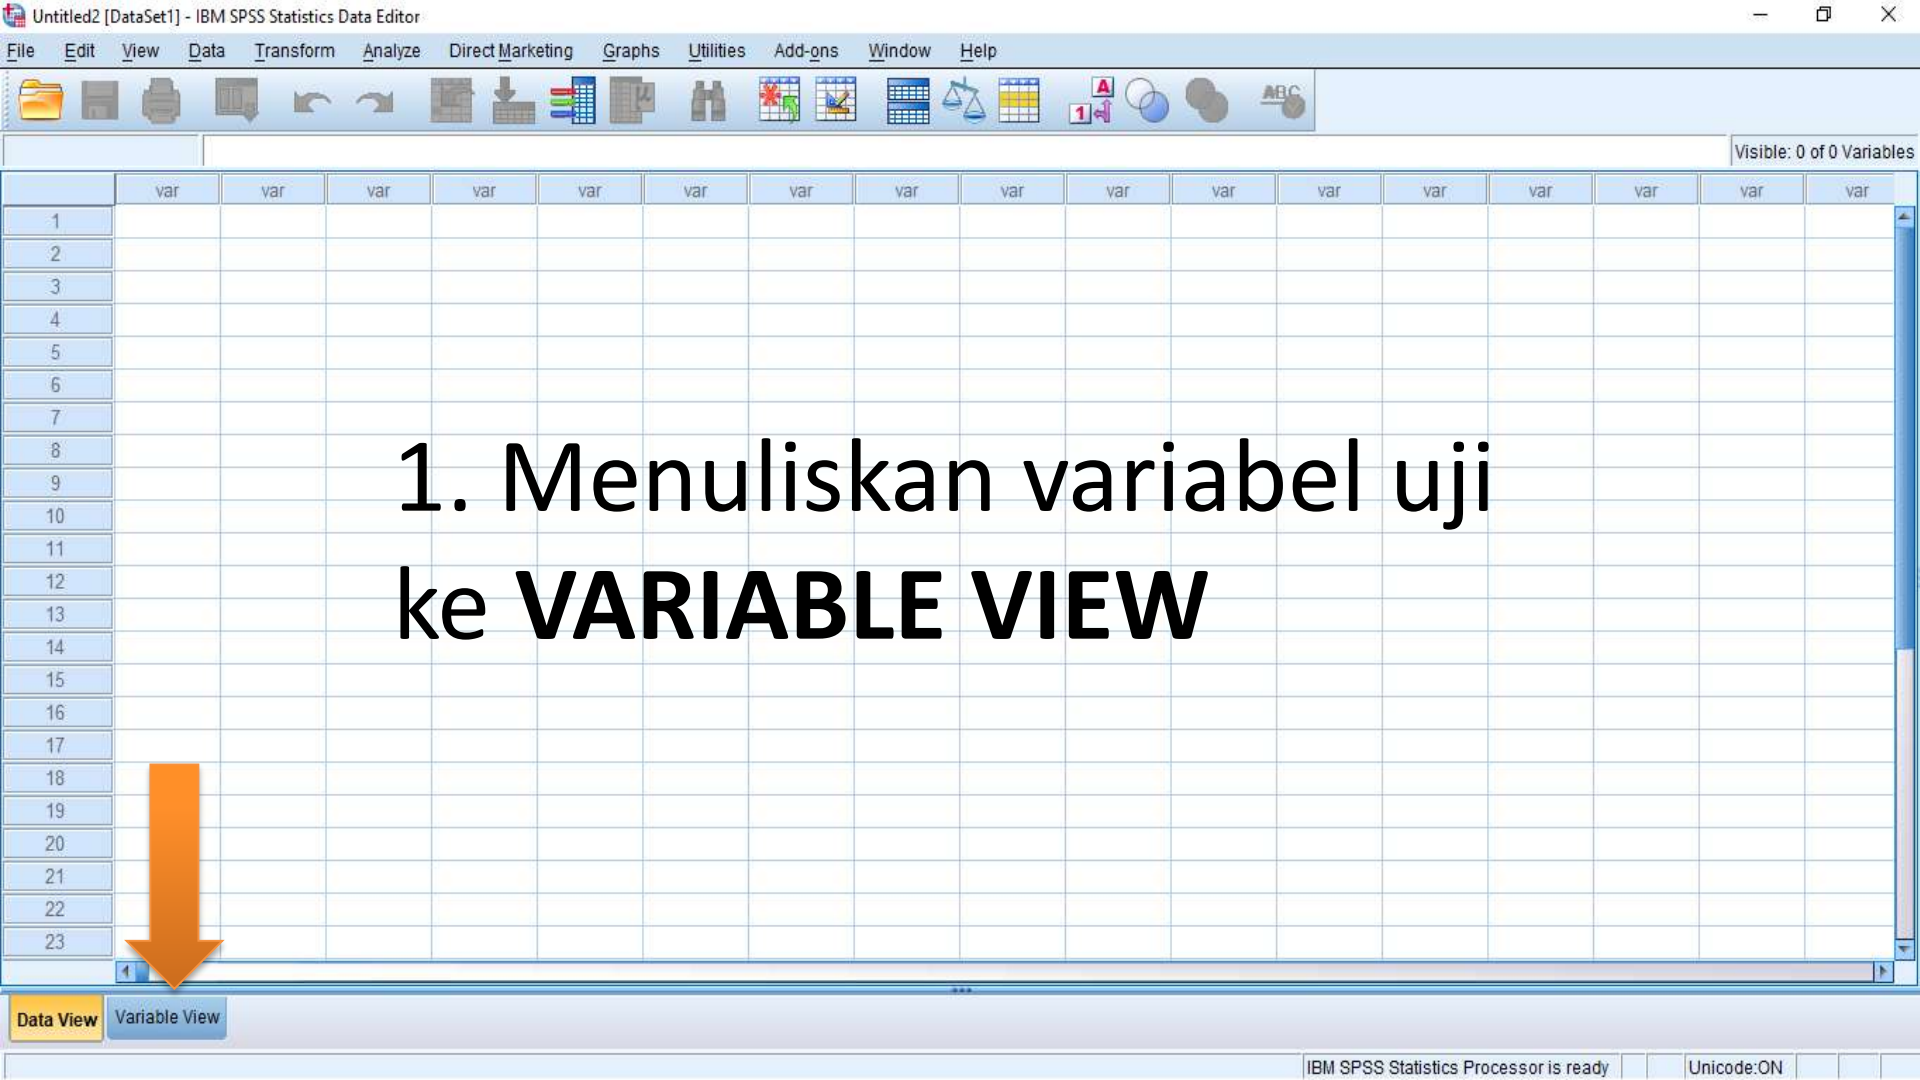 Untitled2 [DataSet1] - IBM SPSS Statistics Data Editor
File Edit View Data Transform Analyze Direct Marketing Graphs Utilities Add-ons Window Help
Visible: 0 of 0 Variables
var var var var var var var var var var var var var var var var var
1
2
3
4
5
6
7
8
9
10
11
12
13
14
15
16
17
18
19
20
21
22
23
1. Menuliskan variabel uji
ke VARIABLE VIEW
Data View Variable View
IBM SPSS Statistics Processor is ready Unicode:ON